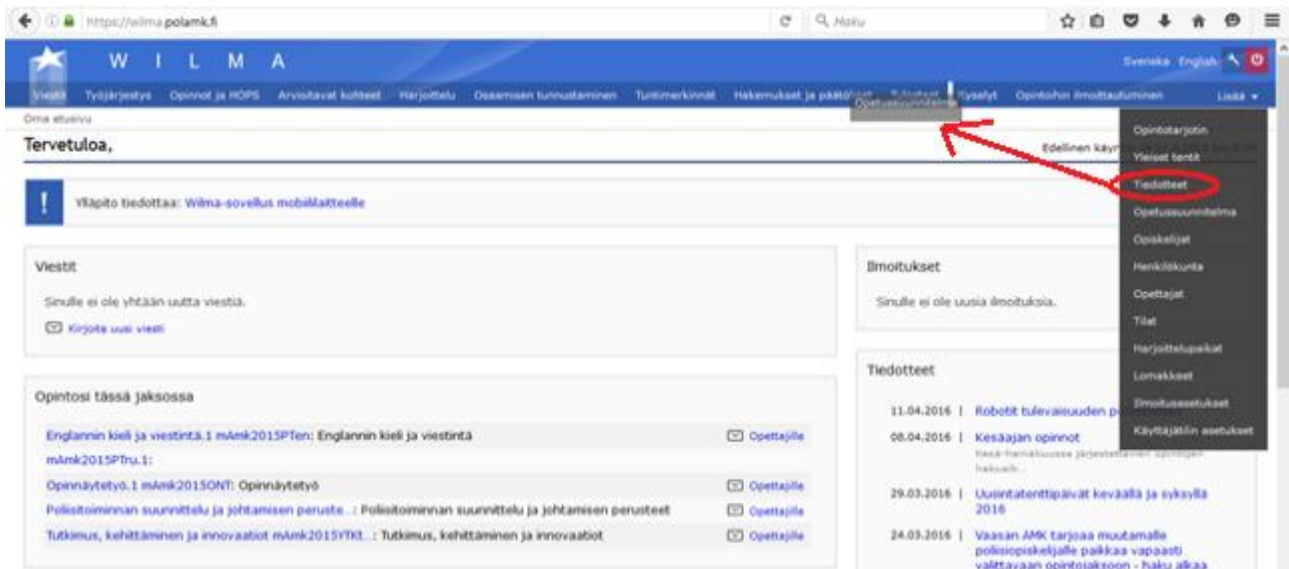 https://wilma.polamk.fi
Haku
WILMA
Svenska English
Viestit Työjärjestys Opinnot ja HOPS Arvioitavat kohteet Harjoittelu Osaamisen tunnustaminen Tuntimerkinnät Hakemukset ja Kyselyt Opintoihin ilmoittautuminen Lisää
Opetussuunnitelma
Oma etusivu
Tervetuloa,
Edellinen
Opintotarjotin
Yleiset tentit
Tiedotteet
Opetussuunnitelma
Opiskelijat
Henkilökunta
Opettajat
Tilat
Harjoittelupaikat
Lomakkeet
Ilmoitusasetukset
Käyttäjätilin asetukset
! Ylläpito tiedottaa: Wilma-sovellus mobiililaitteelle
Viestit
Sinulle ei ole yhtään uutta viestiä.
Kirjoita uusi viesti
Ilmoitukset
Sinulle ei ole uusia ilmoituksia.
Opintosi tässä jaksossa
Englannin kieli ja viestintä.1 mAmk2015PTen: Englannin kieli ja viestintä Opettajille
mAmk2015PTru.1:
Opinnäytetyö.1 mAmk2015ONT: Opinnäytetyö Opettajille
Poliisitoiminnan suunnittelu ja johtamisen peruste...: Poliisitoiminnan suunnittelu ja johtamisen perusteet Opettajille
Tutkimus, kehittäminen ja innovaatiot mAmk2015YTKt...: Tutkimus, kehittäminen ja innovaatiot Opettajille
Tiedotteet
11.04.2016 | Robotit tulevaisuuden
08.04.2016 | Kesäajan opinnot
Kesä-heinäkuussa järjestettävien opintojen
29.03.2016 | Uusintatenttipäivät keväällä ja syksyllä
2016
24.03.2016 | Vaasan AMK tarjoaa muutamalle
poliisiopiskelijalle paikkaa vapaasti
valittavaan opintojaksoon - haku alkaa